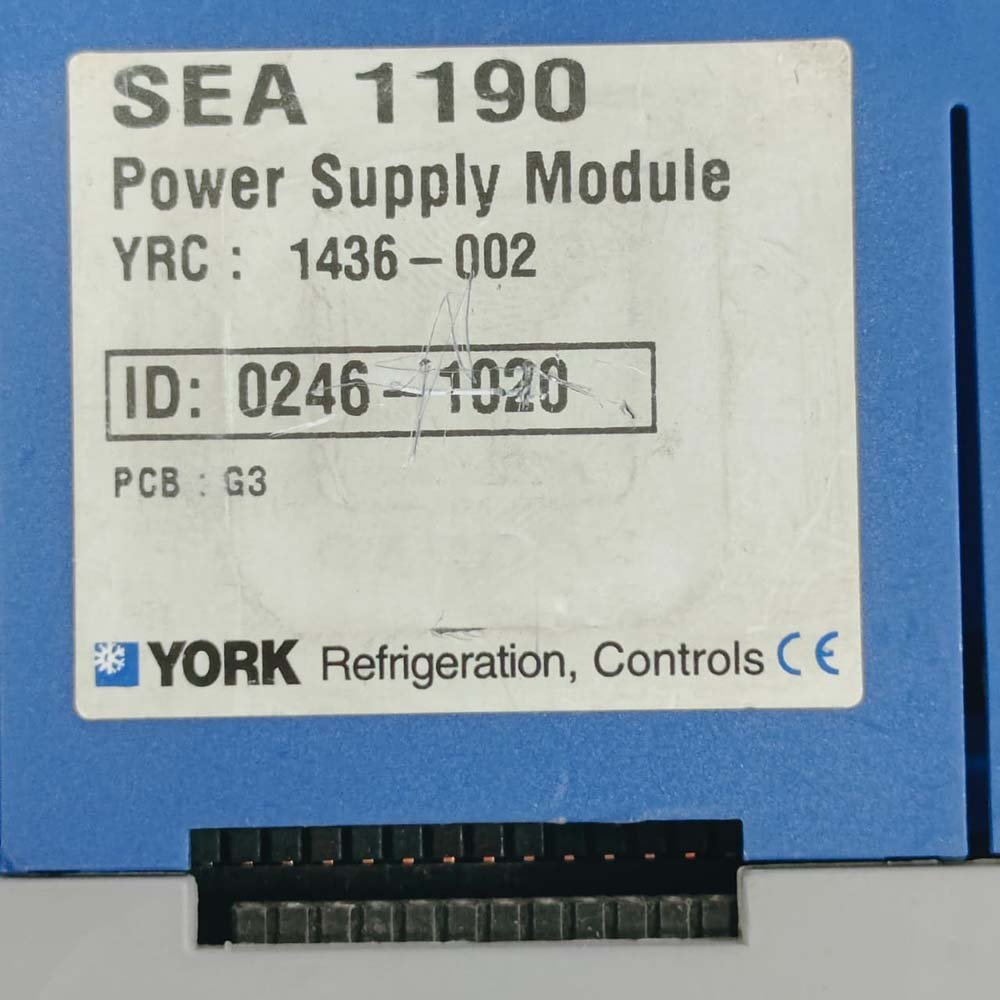 SEA 1190
Power Supply Module
YRC : 1436-002
ID: 0246-1020
PCB : G3
YORK Refrigeration, Controls CE